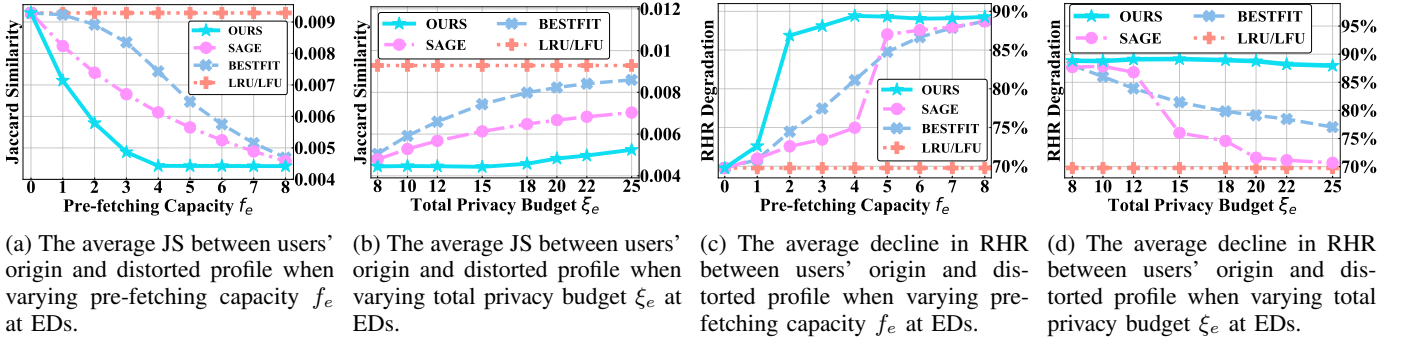 Jaccard Similarity
OURS
SAGE
BESTFIT
LRU/LFU
0.009
0.008
0.007
0.006
0.005
0.004
0 1 2 3 4 5 6 7 8
Pre-fetching Capacity f_e
Jaccard Similarity
OURS BESTFIT
SAGE LRU/LFU
0.012
0.010
0.008
0.006
0.004
8 10 12 15 18 20 22 25
Total Privacy Budget ξ_e
RHR Degradation
OURS
SAGE
BESTFIT
LRU/LFU
90%
85%
80%
75%
70%
0 1 2 3 4 5 6 7 8
Pre-fetching Capacity f_e
RHR Degradation
OURS BESTFIT
SAGE LRU/LFU
95%
90%
85%
80%
75%
70%
8 10 12 15 18 20 22 25
Total Privacy Budget ξ_e
(a) The average JS between users'
origin and distorted profile when
varying pre-fetching capacity f_e
at EDs.
(b) The average JS between users'
origin and distorted profile when
varying total privacy budget ξ_e at
EDs.
(c) The average decline in RHR
between users' origin and dis-
torted profile when varying pre-
fetching capacity f_e at EDs.
(d) The average decline in RHR
between users' origin and dis-
torted profile when varying total
privacy budget ξ_e at EDs.